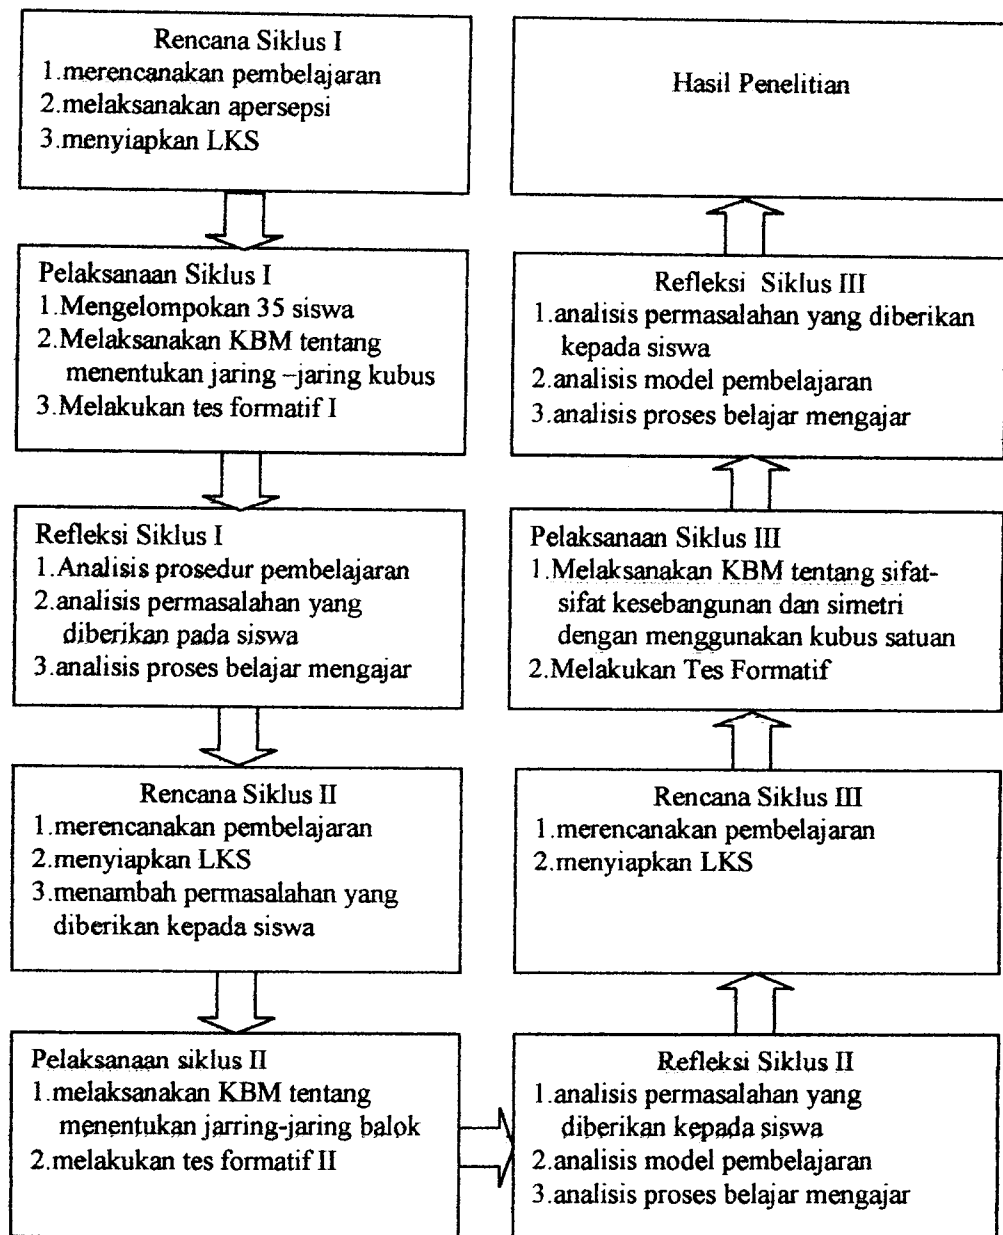 Rencana Siklus I
1.merencanakan pembelajaran
2.melaksanakan apersepsi
3.menyiapkan LKS
Pelaksanaan Siklus I
1.Mengelompokan 35 siswa
2.Melaksanakan KBM tentang
menentukan jaring –jaring kubus
3.Melakukan tes formatif I
Refleksi Siklus I
1.Analisis prosedur pembelajaran
2.analisis permasalahan yang
diberikan pada siswa
3.analisis proses belajar mengajar
Rencana Siklus II
1.merencanakan pembelajaran
2.menyiapkan LKS
3.menambah permasalahan yang
diberikan kepada siswa
Pelaksanaan siklus II
1.melaksanakan KBM tentang
menentukan jarring-jaring balok
2.melakukan tes formatif II
Refleksi Siklus II
1.analisis permasalahan yang
diberikan kepada siswa
2.analisis model pembelajaran
3.analisis proses belajar mengajar
Rencana Siklus III
1.merencanakan pembelajaran
2.menyiapkan LKS
Pelaksanaan Siklus III
1.Melaksanakan KBM tentang sifat-
sifat kesebangunan dan simetri
dengan menggunakan kubus satuan
2.Melakukan Tes Formatif
Refleksi Siklus III
1.analisis permasalahan yang diberikan
kepada siswa
2.analisis model pembelajaran
3.analisis proses belajar mengajar
Hasil Penelitian